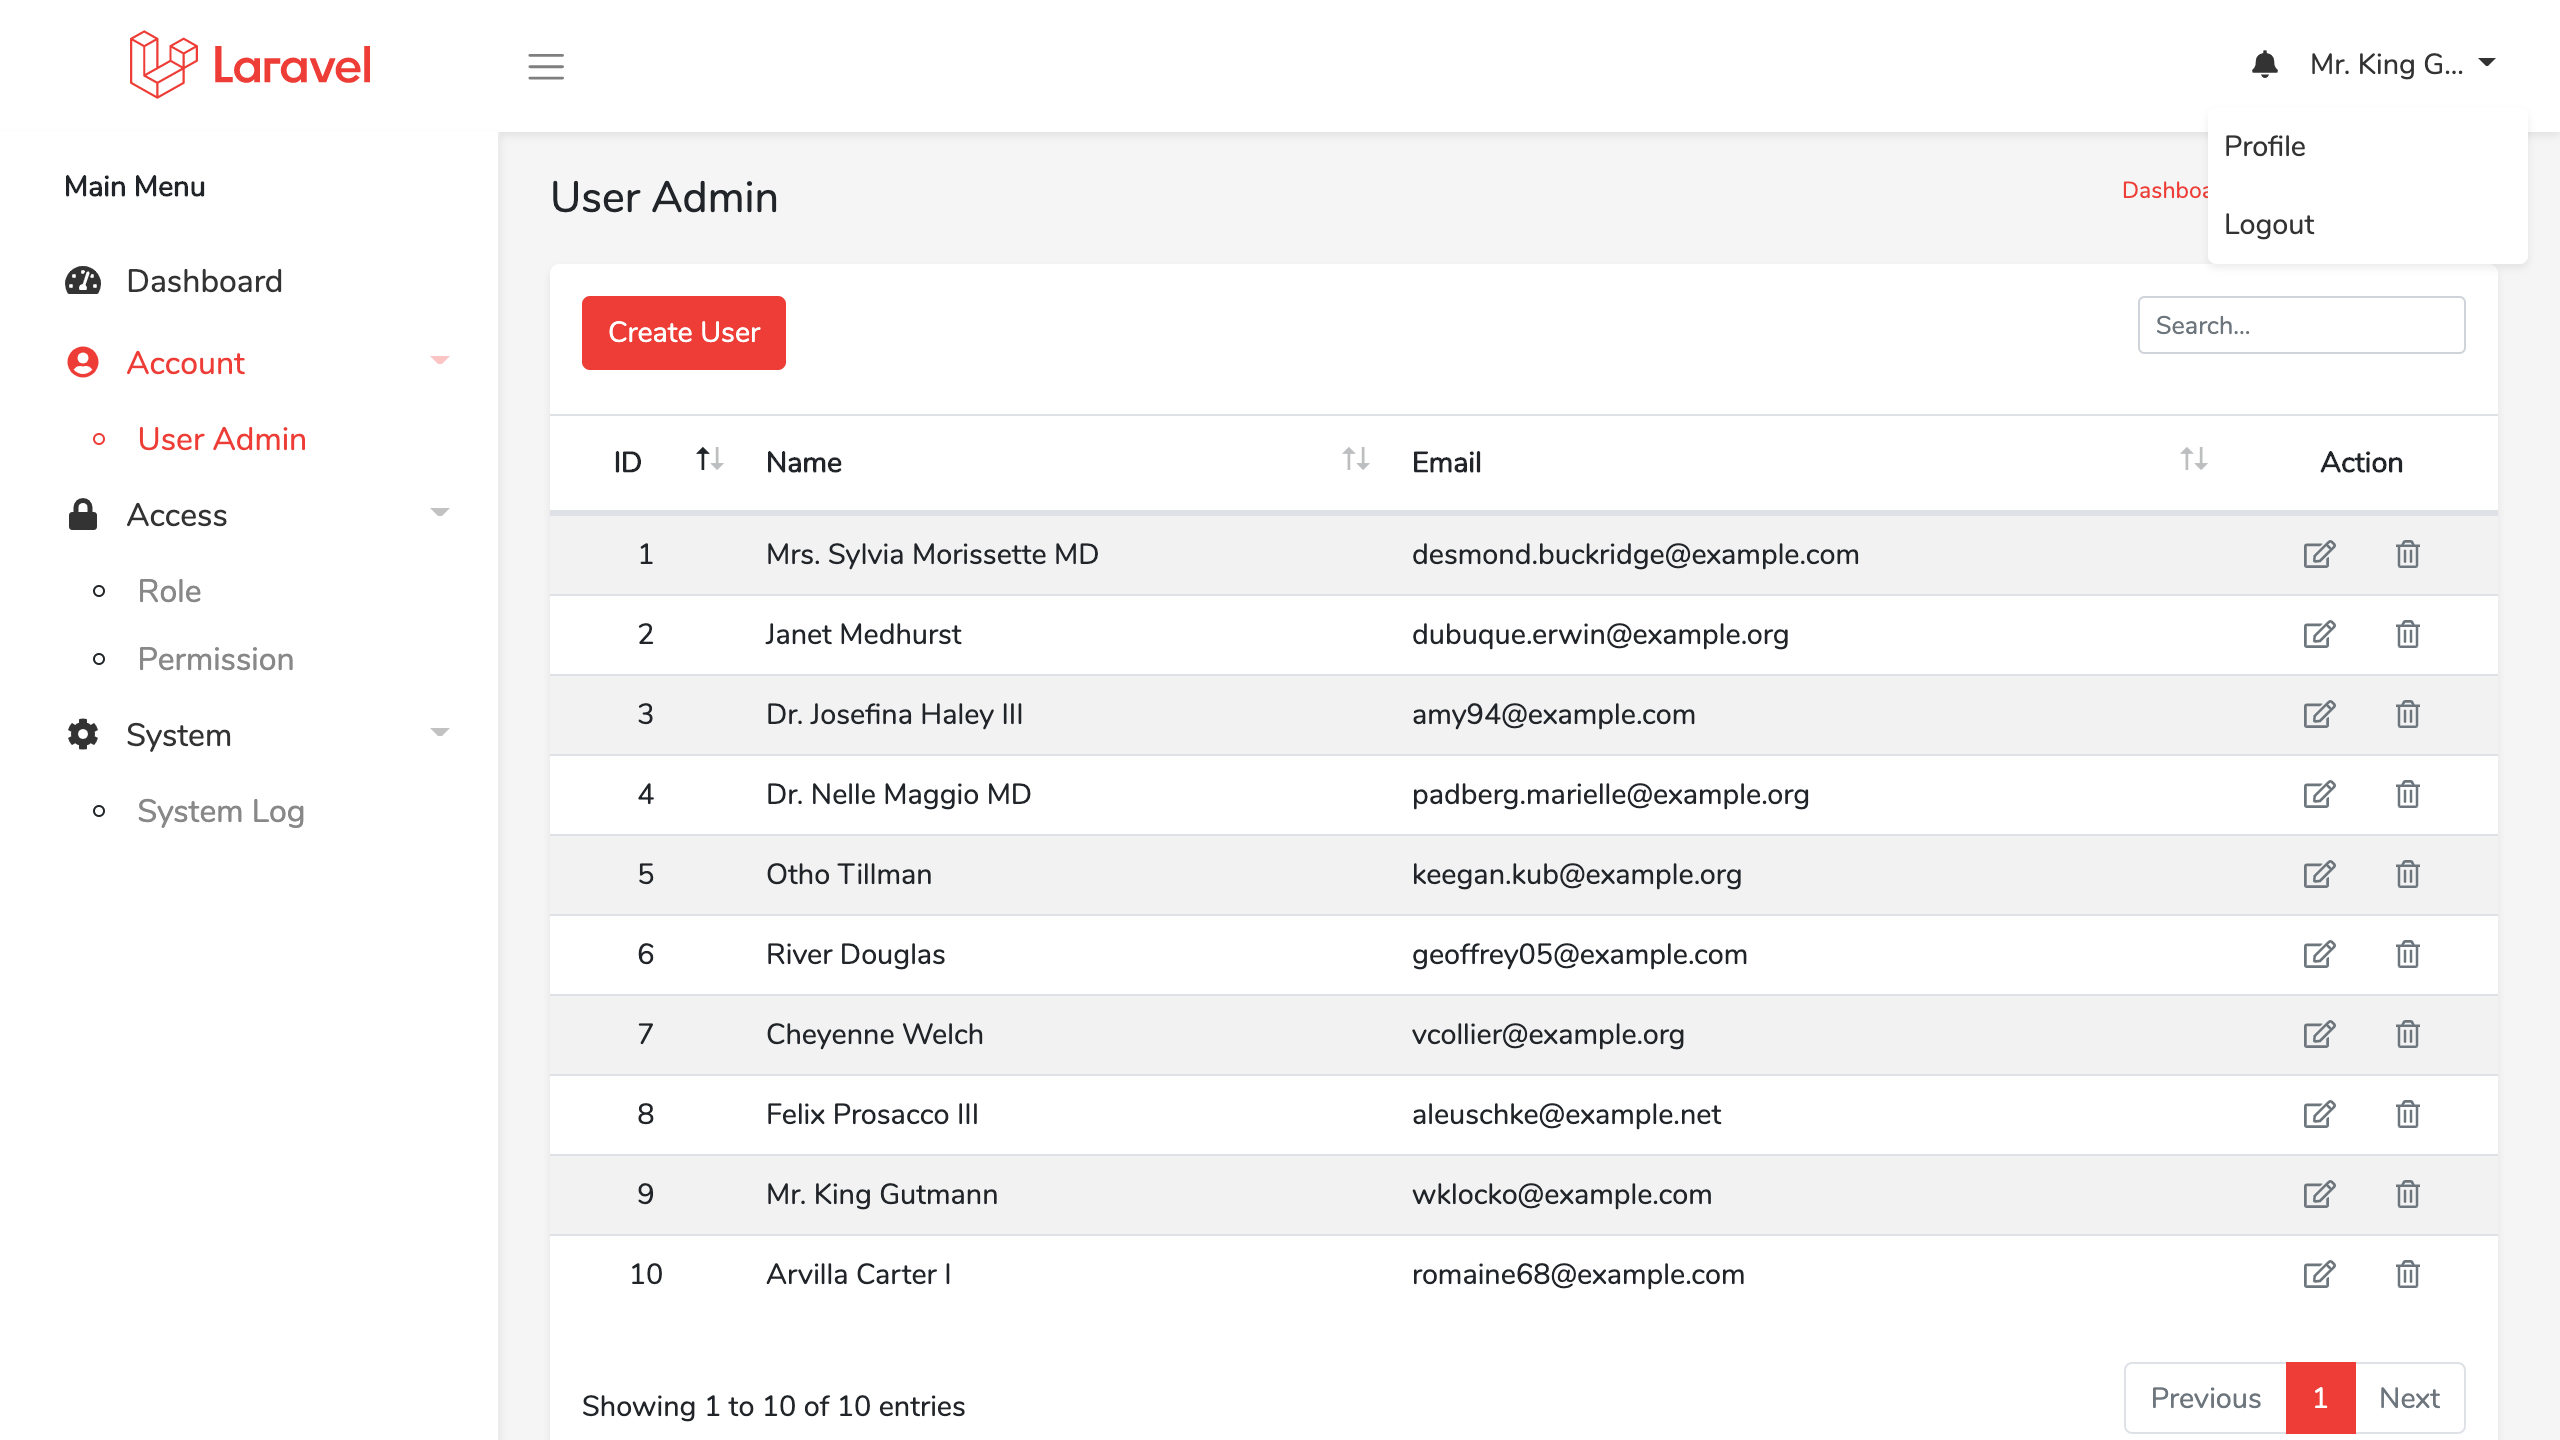 Laravel
Mr. King G...
Profile
Logout
Main Menu
Dashboard
Account
User Admin
Access
Role
Permission
System
System Log
User Admin
Create User
Search...
ID Name Email Action
1 Mrs. Sylvia Morissette MD desmond.buckridge@example.com
2 Janet Medhurst dubuque.erwin@example.org
3 Dr. Josefina Haley III amy94@example.com
4 Dr. Nelle Maggio MD padberg.marielle@example.org
5 Otho Tillman keegan.kub@example.org
6 River Douglas geoffrey05@example.com
7 Cheyenne Welch vcollier@example.org
8 Felix Prosacco III aleuschke@example.net
9 Mr. King Gutmann wklocko@example.com
10 Arvilla Carter I romaine68@example.com
Showing 1 to 10 of 10 entries
Previous 1 Next